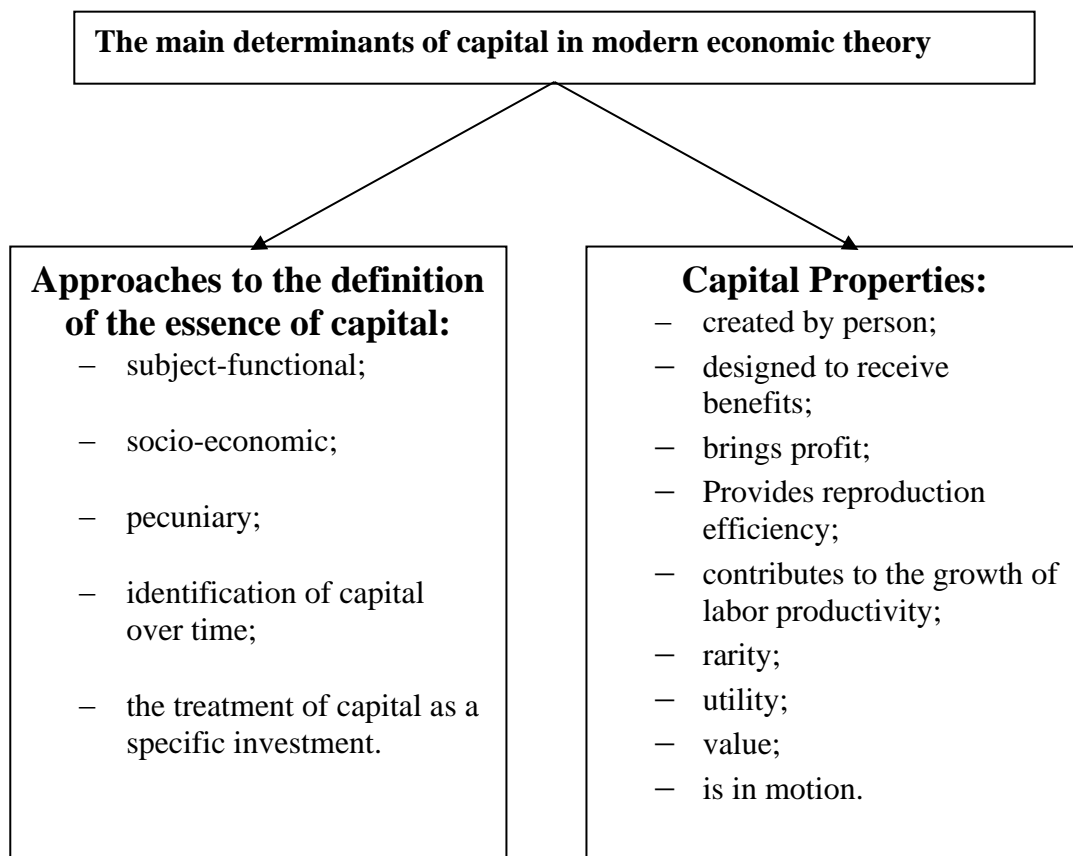 The main determinants of capital in modern economic theory
Approaches to the definition
of the essence of capital:
– subject-functional;
– socio-economic;
– pecuniary;
– identification of capital
over time;
– the treatment of capital as a
specific investment.
Capital Properties:
– created by person;
– designed to receive
benefits;
– brings profit;
– Provides reproduction
efficiency;
– contributes to the growth of
labor productivity;
– rarity;
– utility;
– value;
– is in motion.